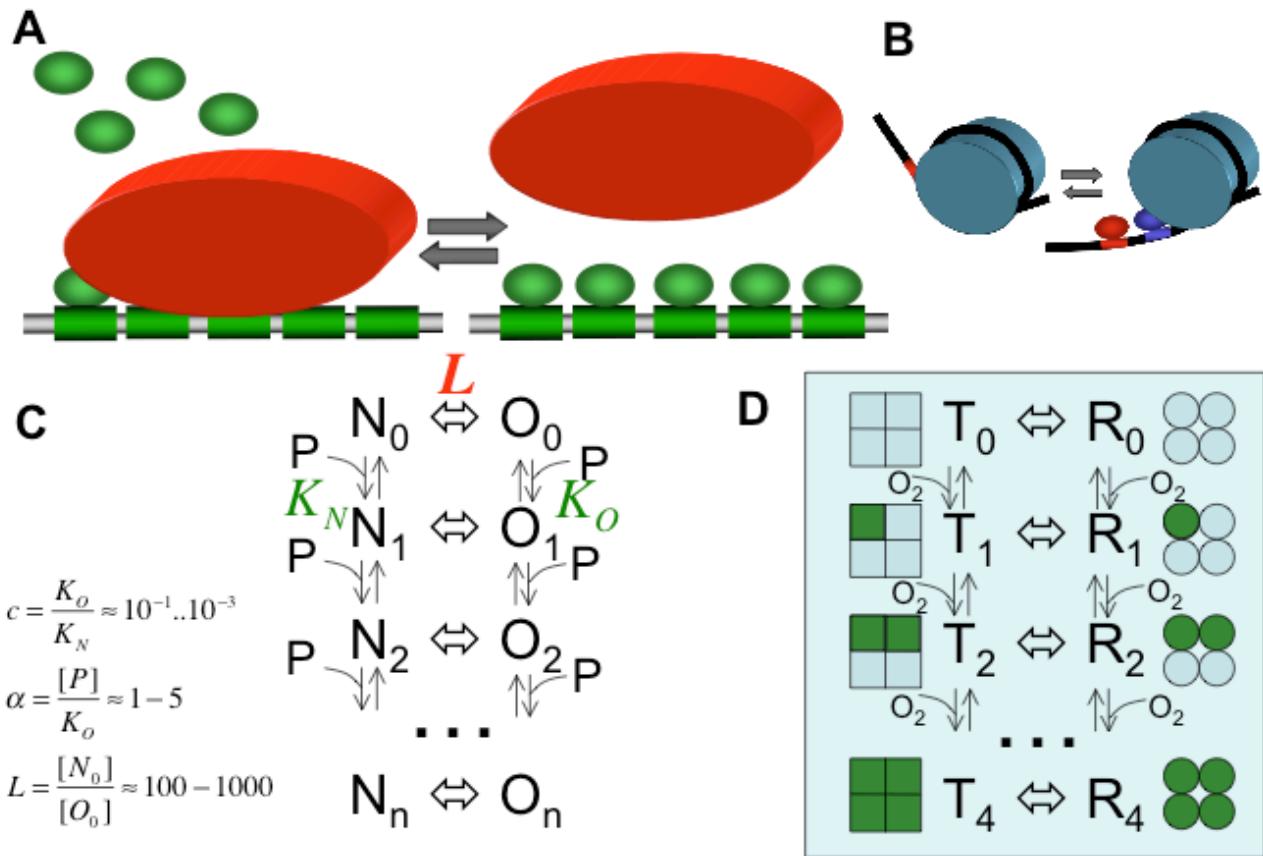 A
B
L
C
N0 ⇔ O0
P P
KN KO
N1 ⇔ O1
P P
N2 ⇔ O2
P P
...
Nn ⇔ On
c = KO / KN ≈ 10^-1..10^-3
α = [P] / KO ≈ 1 – 5
L = [N0] / [O0] ≈ 100 – 1000
D
T0 ⇔ R0
O2 O2
T1 ⇔ R1
O2 O2
T2 ⇔ R2
O2 O2
...
T4 ⇔ R4